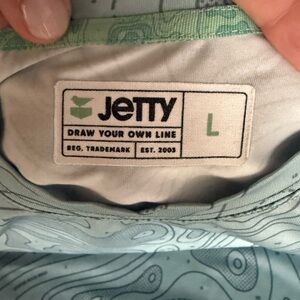 JETTY
DRAW YOUR OWN LINE
REG. TRADEMARK EST. 2003
L